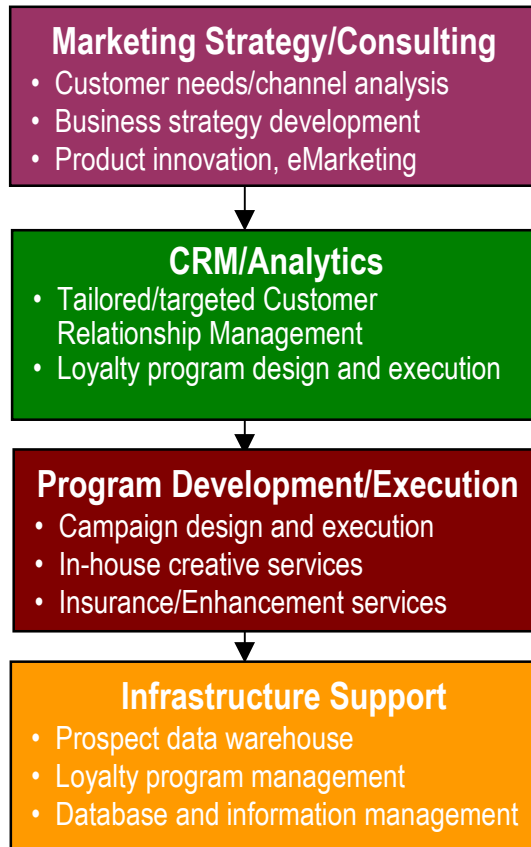 Marketing Strategy/Consulting
• Customer needs/channel analysis
• Business strategy development
• Product innovation, eMarketing
CRM/Analytics
• Tailored/targeted Customer
Relationship Management
• Loyalty program design and execution
Program Development/Execution
• Campaign design and execution
• In-house creative services
• Insurance/Enhancement services
Infrastructure Support
• Prospect data warehouse
• Loyalty program management
• Database and information management